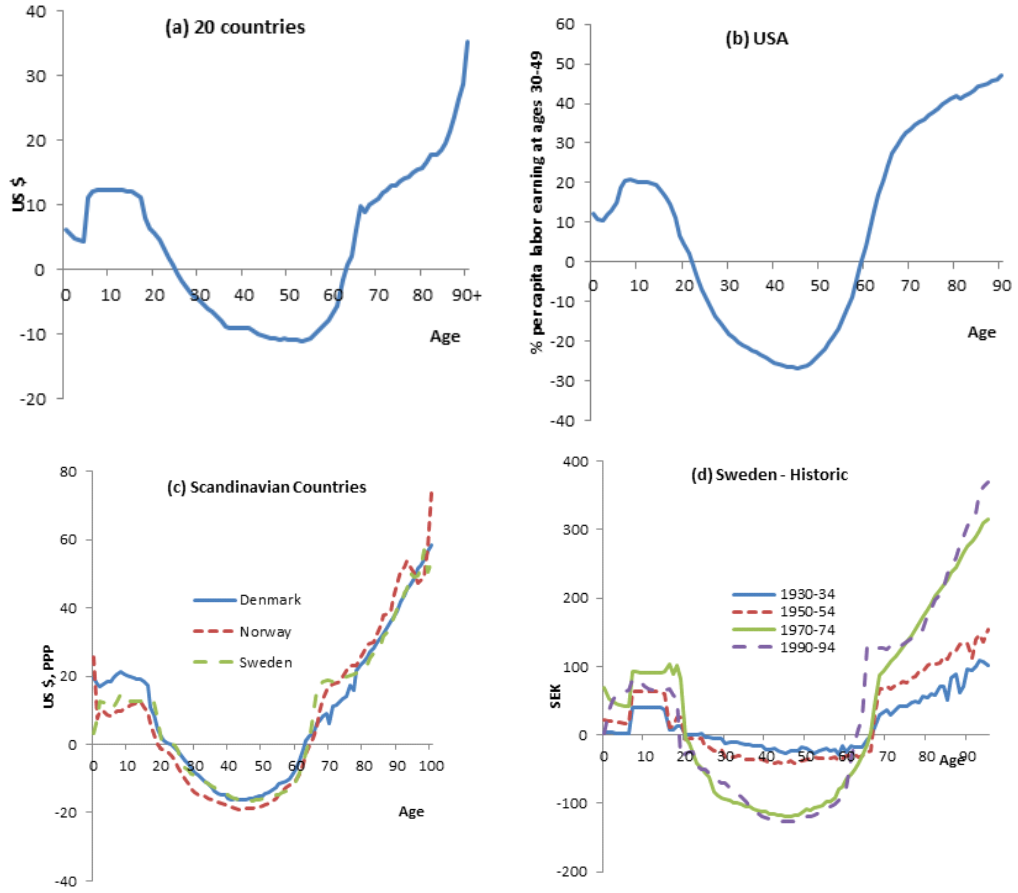 (a) 20 countries
US $
40
30
20
10
0
-10
-20
0 10 20 30 40 50 60 70 80 90+
Age
(b) USA
% percapita labor earning at ages 30-49
60
50
40
30
20
10
0
-10
-20
-30
-40
0 10 20 30 40 50 60 70 80 90
Age
(c) Scandinavian Countries
US $, PPP
80
60
40
20
0
-20
-40
Denmark
Norway
Sweden
0 10 20 30 40 50 60 70 80 90 100
Age
(d) Sweden - Historic
SEK
400
300
200
100
0
-100
-200
1930-34
1950-54
1970-74
1990-94
0 10 20 30 40 50 60 70 80 90
Age